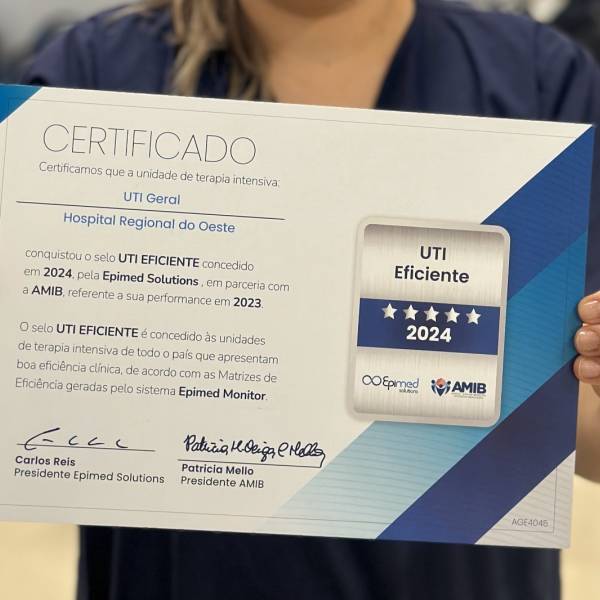 CERTIFICADO
Certificamos que a unidade de terapia intensiva:
UTI Geral
Hospital Regional do Oeste
conquistou o selo UTI EFICIENTE concedido
em 2024, pela Epimed Solutions , em parceria com
a AMIB, referente a sua performance em 2023.
O selo UTI EFICIENTE é concedido às unidades
de terapia intensiva de todo o país que apresentam
boa eficiência clínica, de acordo com as Matrizes de
Eficiência geradas pelo sistema Epimed Monitor.
Carlos Reis
Presidente Epimed Solutions
Patricia Mello
Presidente AMIB
UTI
Eficiente
2024
Epimed
solutions
AMIB
AGE4045